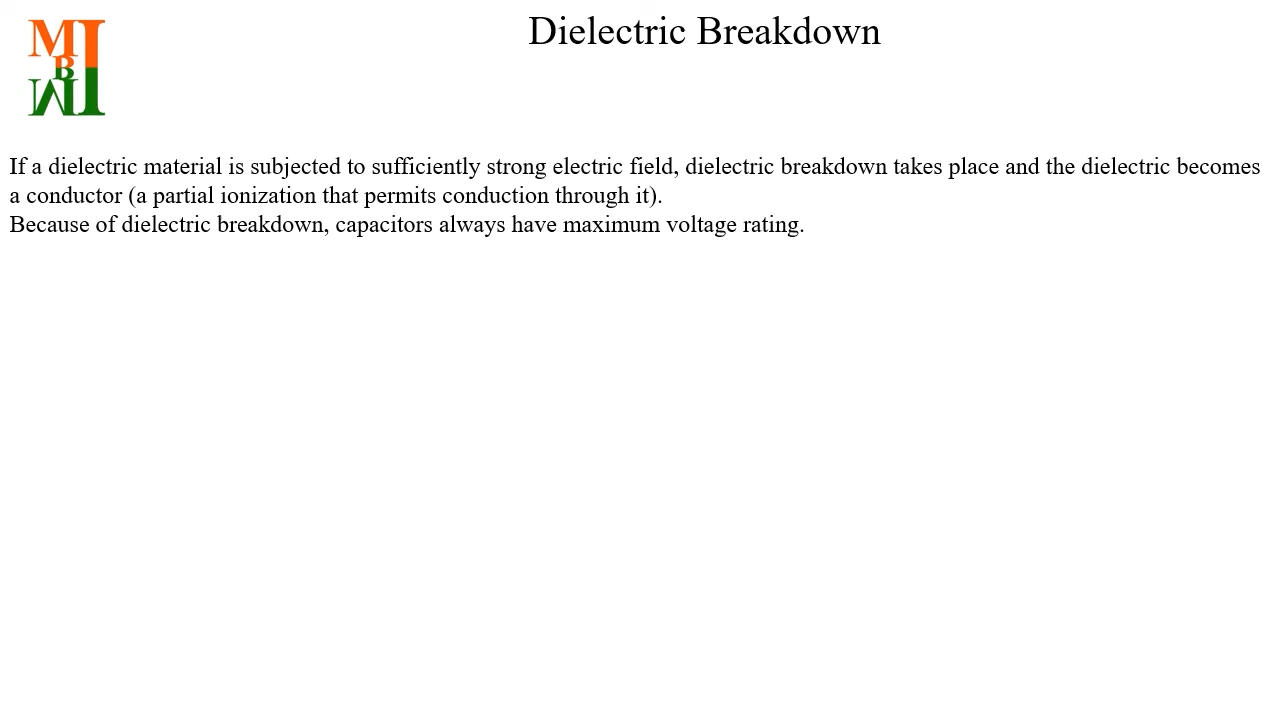 Dielectric Breakdown
MI
B
M
If a dielectric material is subjected to sufficiently strong electric field, dielectric breakdown takes place and the dielectric becomes
a conductor (a partial ionization that permits conduction through it).
Because of dielectric breakdown, capacitors always have maximum voltage rating.